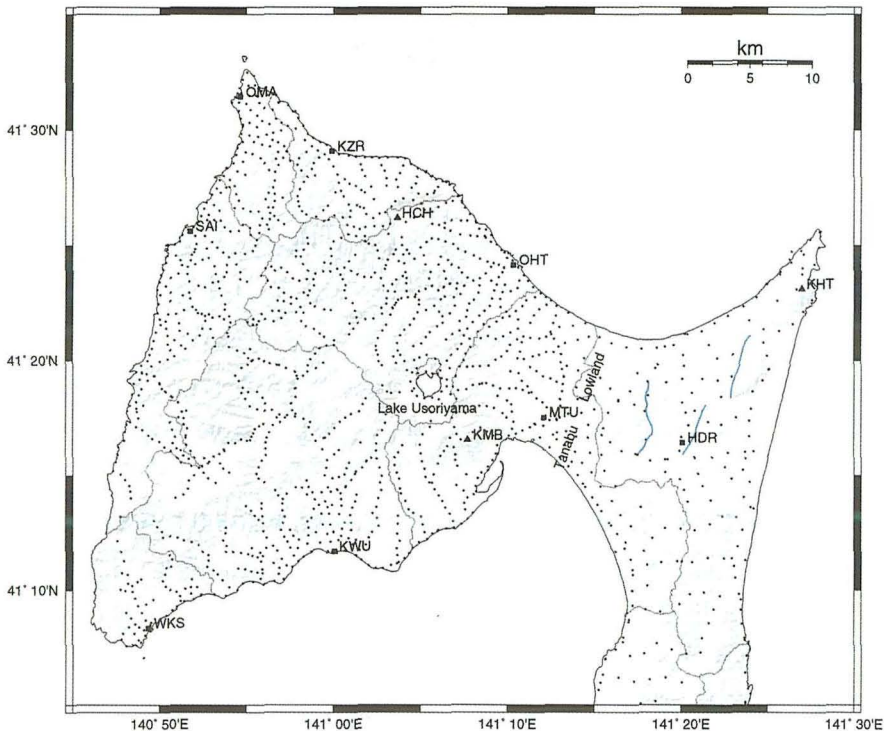 km
0 5 10
OMA
41° 30'N
KZR
HCH
SAI
OHT
KHT
41° 20'N
Lowland
Lake Usoriyama
MTU
KMB
HDR
Tanabu
KWU
41° 10'N
WKS
140° 50'E 141° 00'E 141° 10'E 141° 20'E 141° 30'E